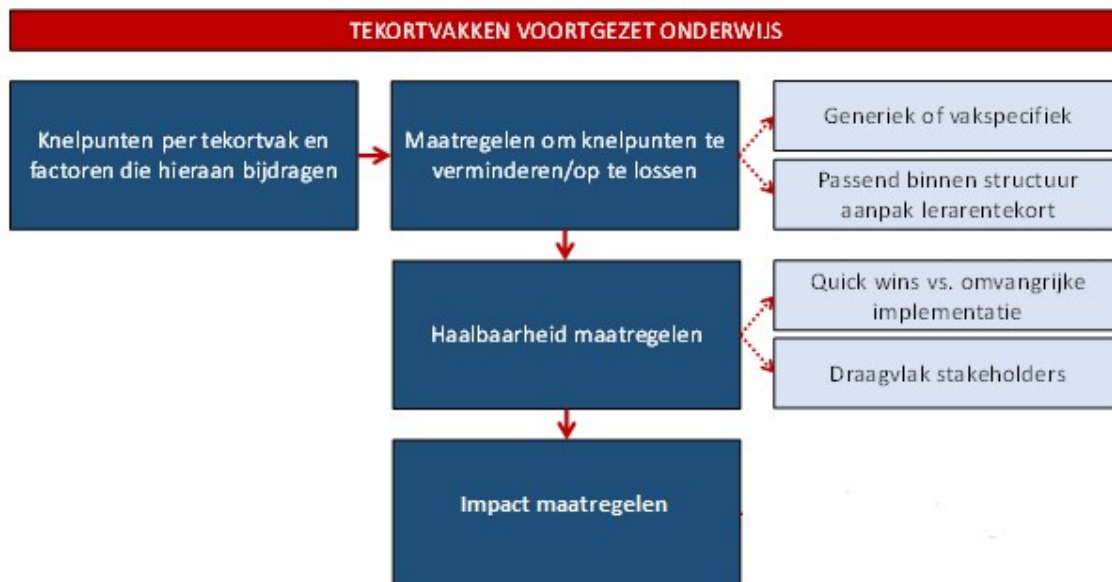 TEKORTVAKKEN VOORTGEZET ONDERWIJS
Knelpunten per tekortvak en
factoren die hieraan bijdragen
Maatregelen om knelpunten te
verminderen/op te lossen
Generiek of vakspecifiek
Passend binnen structuur
aanpak lerarentekort
Haalbaarheid maatregelen
Quick wins vs. omvangrijke
implementatie
Draagvlak stakeholders
Impact maatregelen